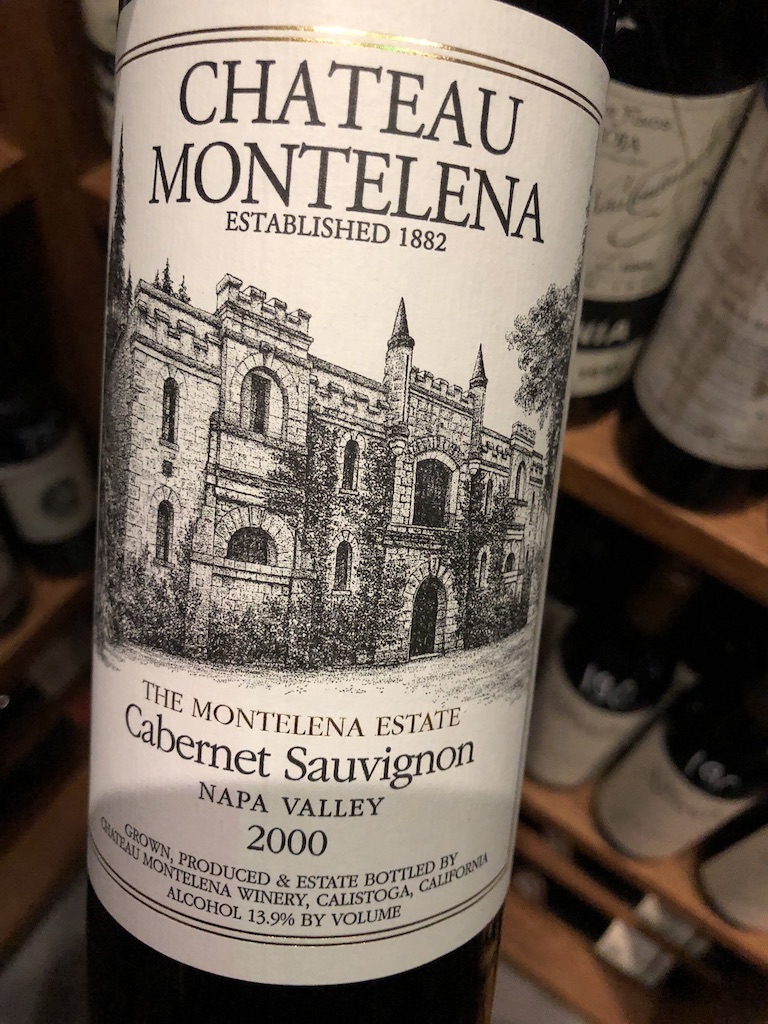 CHATEAU
MONTELENA
ESTABLISHED 1882
THE MONTELENA ESTATE
Cabernet Sauvignon
NAPA VALLEY
2000
GROWN, PRODUCED & ESTATE BOTTLED BY
CHATEAU MONTELENA WINERY, CALISTOGA, CALIFORNIA
ALCOHOL 13.9% BY VOLUME